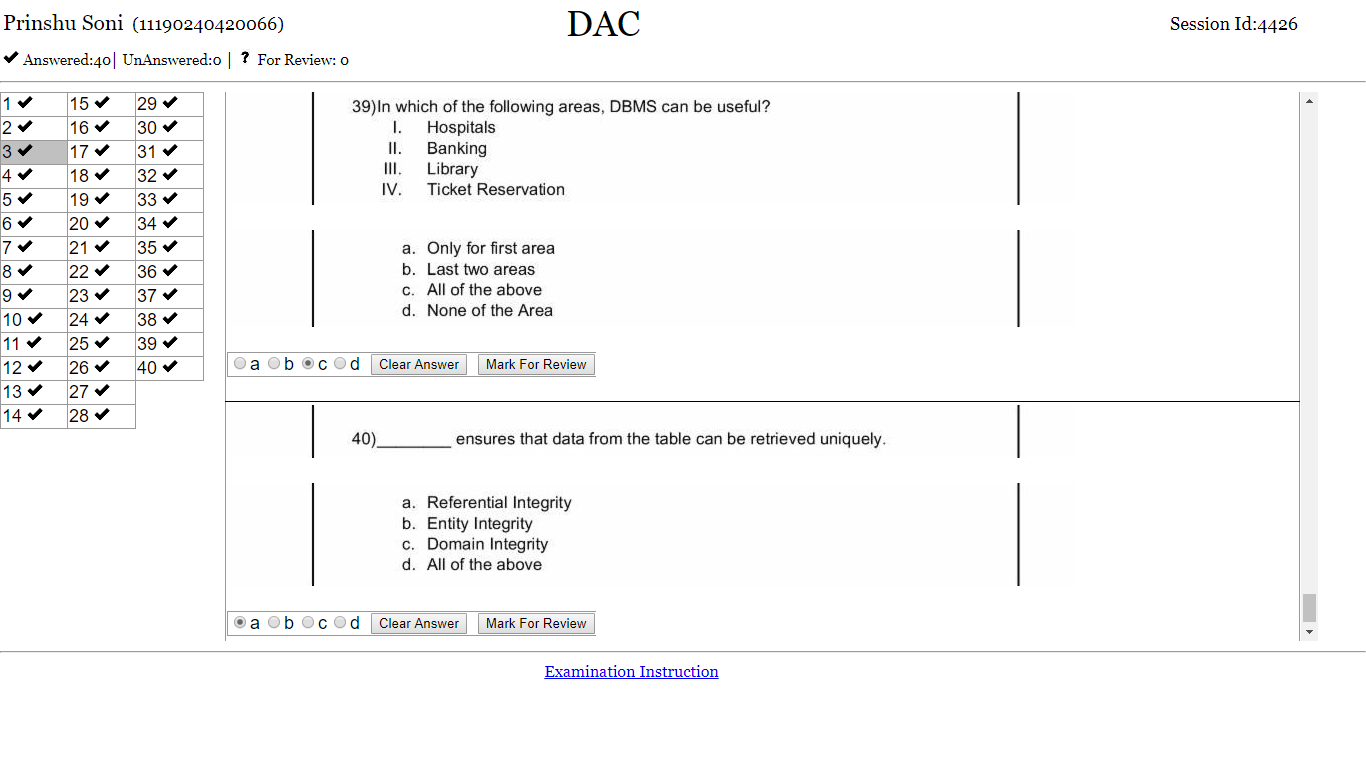 Prinshu Soni (11190240420066)
DAC
Session Id:4426
✔ Answered:40| UnAnswered:0 | ? For Review: 0
1 ✔ 15 ✔ 29 ✔
2 ✔ 16 ✔ 30 ✔
3 ✔ 17 ✔ 31 ✔
4 ✔ 18 ✔ 32 ✔
5 ✔ 19 ✔ 33 ✔
6 ✔ 20 ✔ 34 ✔
7 ✔ 21 ✔ 35 ✔
8 ✔ 22 ✔ 36 ✔
9 ✔ 23 ✔ 37 ✔
10 ✔ 24 ✔ 38 ✔
11 ✔ 25 ✔ 39 ✔
12 ✔ 26 ✔ 40 ✔
13 ✔ 27 ✔
14 ✔ 28 ✔
39)In which of the following areas, DBMS can be useful?
I. Hospitals
II. Banking
III. Library
IV. Ticket Reservation
a. Only for first area
b. Last two areas
c. All of the above
d. None of the Area
a b c d Clear Answer Mark For Review
40)________ ensures that data from the table can be retrieved uniquely.
a. Referential Integrity
b. Entity Integrity
c. Domain Integrity
d. All of the above
a b c d Clear Answer Mark For Review
Examination Instruction